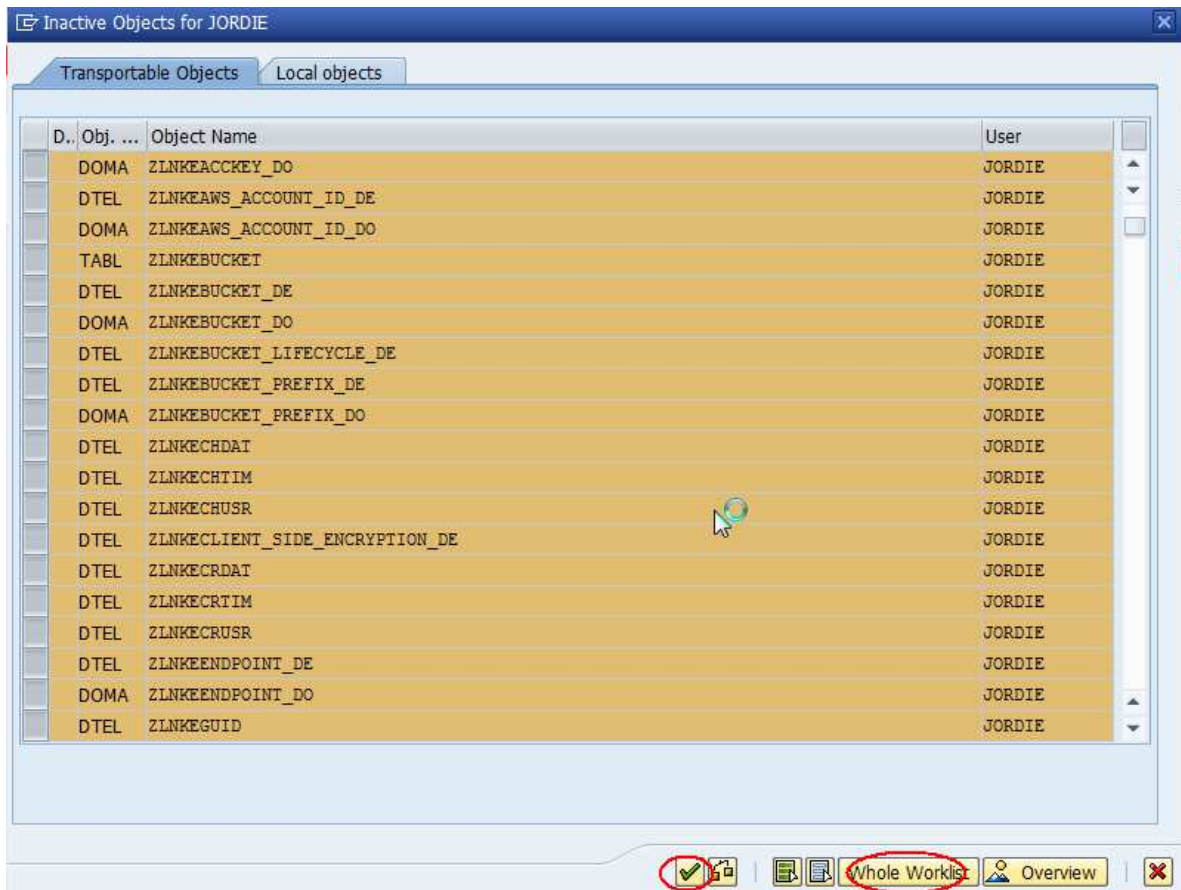 Inactive Objects for JORDIE
Transportable Objects Local objects
D.. Obj. ... Object Name User
DOMA ZLNKEACCKEY_DO JORDIE
DTEL ZLNKEAWS_ACCOUNT_ID_DE JORDIE
DOMA ZLNKEAWS_ACCOUNT_ID_DO JORDIE
TABL ZLNKEBUCKET JORDIE
DTEL ZLNKEBUCKET_DE JORDIE
DOMA ZLNKEBUCKET_DO JORDIE
DTEL ZLNKEBUCKET_LIFECYCLE_DE JORDIE
DTEL ZLNKEBUCKET_PREFIX_DE JORDIE
DOMA ZLNKEBUCKET_PREFIX_DO JORDIE
DTEL ZLNKECHDAT JORDIE
DTEL ZLNKECHTIM JORDIE
DTEL ZLNKECHUSR JORDIE
DTEL ZLNKECLIENT_SIDE_ENCRYPTION_DE JORDIE
DTEL ZLNKECRDAT JORDIE
DTEL ZLNKECRTIM JORDIE
DTEL ZLNKECRUSR JORDIE
DTEL ZLNKEENDPOINT_DE JORDIE
DOMA ZLNKEENDPOINT_DO JORDIE
DTEL ZLNKEGUID JORDIE
Whole Worklist Overview